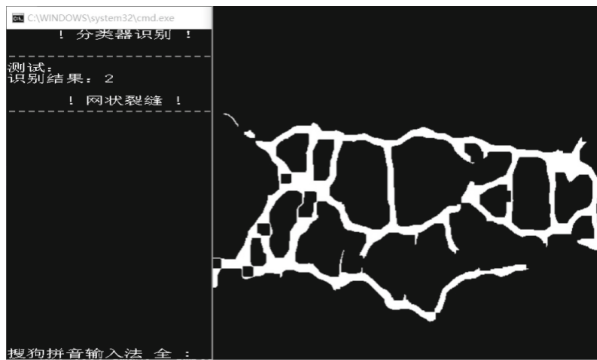 C:\WINDOWS\system32\cmd.exe
! 分类器识别 !
测试:
识别结果: 2
! 网状裂缝 !
搜狗拼音输入法 全 :